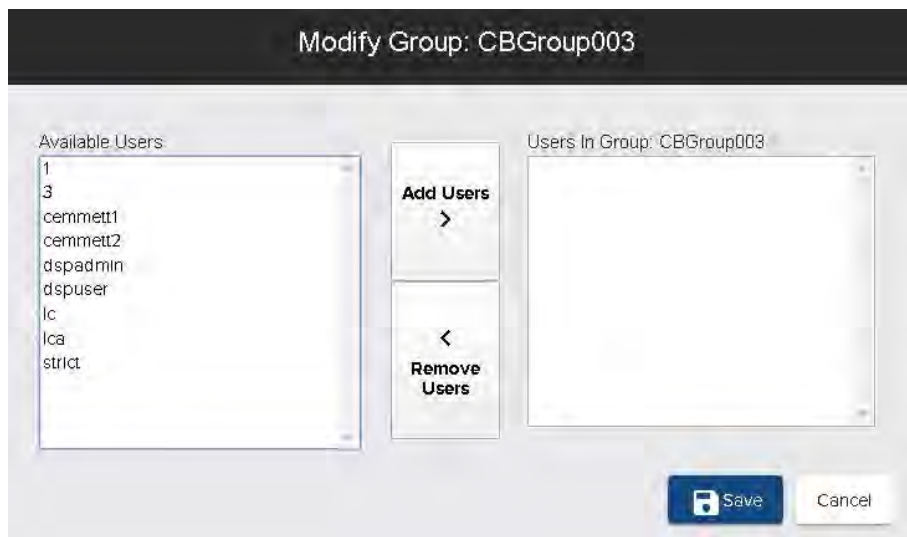 Modify Group: CBGroup003
Available Users
1
3
cemmett1
cemmett2
dspadmin
dspuser
lc
lca
strict
Add Users
>
<
Remove
Users
Users In Group: CBGroup003
Save
Cancel